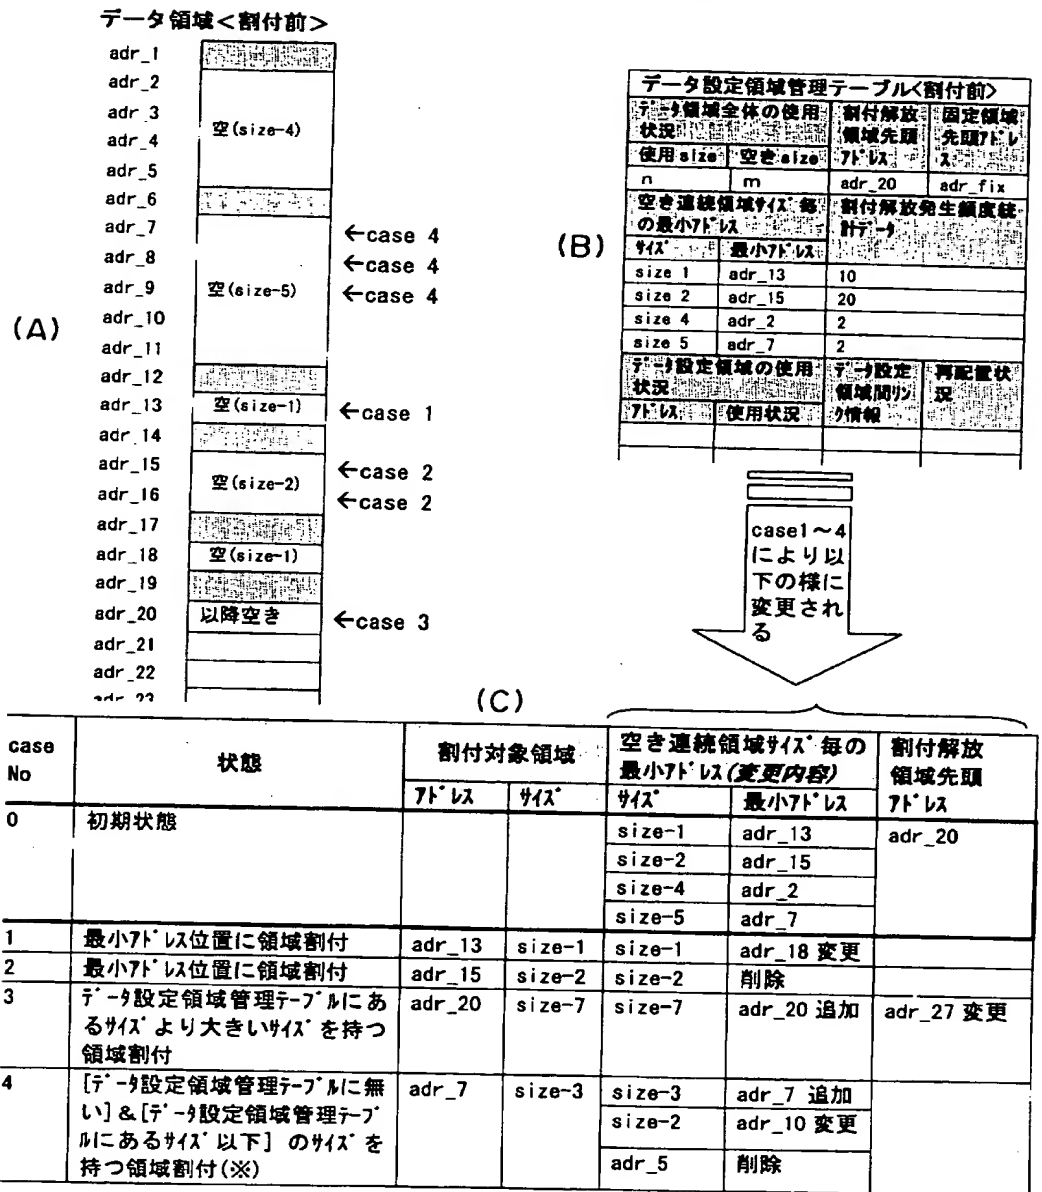 データ領域<割付前>
adr_1
adr_2
adr_3
adr_4
adr_5
adr_6
adr_7
adr_8
adr_9
adr_10
adr_11
adr_12
adr_13
adr_14
adr_15
adr_16
adr_17
adr_18
adr_19
adr_20
adr_21
adr_22
adr_23
空(size-4)
空(size-5)
空(size-1)
空(size-2)
空(size-1)
以降空き
←case 4
←case 4
←case 4
←case 1
←case 2
←case 2
←case 3
(A)
(B)
データ設定領域管理テーブル<割付前>
データ領域全体の使用状況
割付解放領域先頭アドレス
固定領域先頭アドレス
使用size 空きsize
n m adr_20 adr_fix
空き連続領域サイズ毎の最小アドレス
割付解放発生頻度統計データ
サイズ 最小アドレス
size 1 adr_13 10
size 2 adr_15 20
size 4 adr_2 2
size 5 adr_7 2
データ設定領域の使用状況
データ設定領域間リンク情報
再配置状況
アドレス 使用状況
case1~4
により以
下の様に
変更され
る
(C)
case No
状態
割付対象領域
空き連続領域サイズ毎の
最小アドレス(変更内容)
割付解放
領域先頭
アドレス
アドレス サイズ サイズ 最小アドレス
0 初期状態 size-1 adr_13 adr_20
size-2 adr_15
size-4 adr_2
size-5 adr_7
1 最小アドレス位置に領域割付 adr_13 size-1 size-1 adr_18 変更
2 最小アドレス位置に領域割付 adr_15 size-2 size-2 削除
3 データ設定領域管理テーブルにあ adr_20 size-7 size-7 adr_20 追加 adr_27 変更
るサイズより大きいサイズを持つ
領域割付
4 [データ設定領域管理テーブルに無 adr_7 size-3 size-3 adr_7 追加
い]&[データ設定領域管理テーブ size-2 adr_10 変更
ルにあるサイズ以下]のサイズを
持つ領域割付(※) adr_5 削除